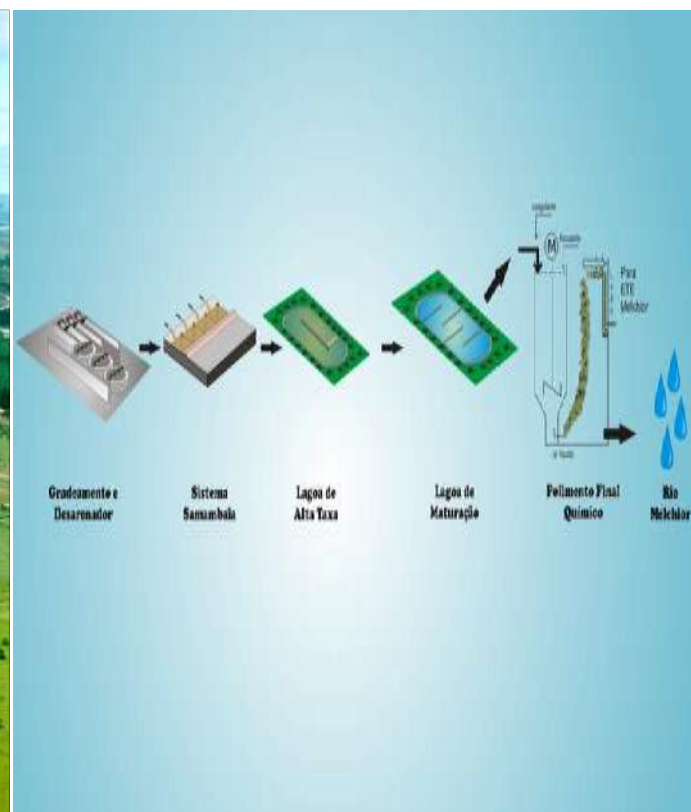 coagulante
M
Para
ETE
Melchior
Gradeamento e
Desarenador
Sistema
Samambaia
Lagoa de
Alta Taxa
Lagoa de
Maturação
Polimento Final
Químico
Rio
Melchior